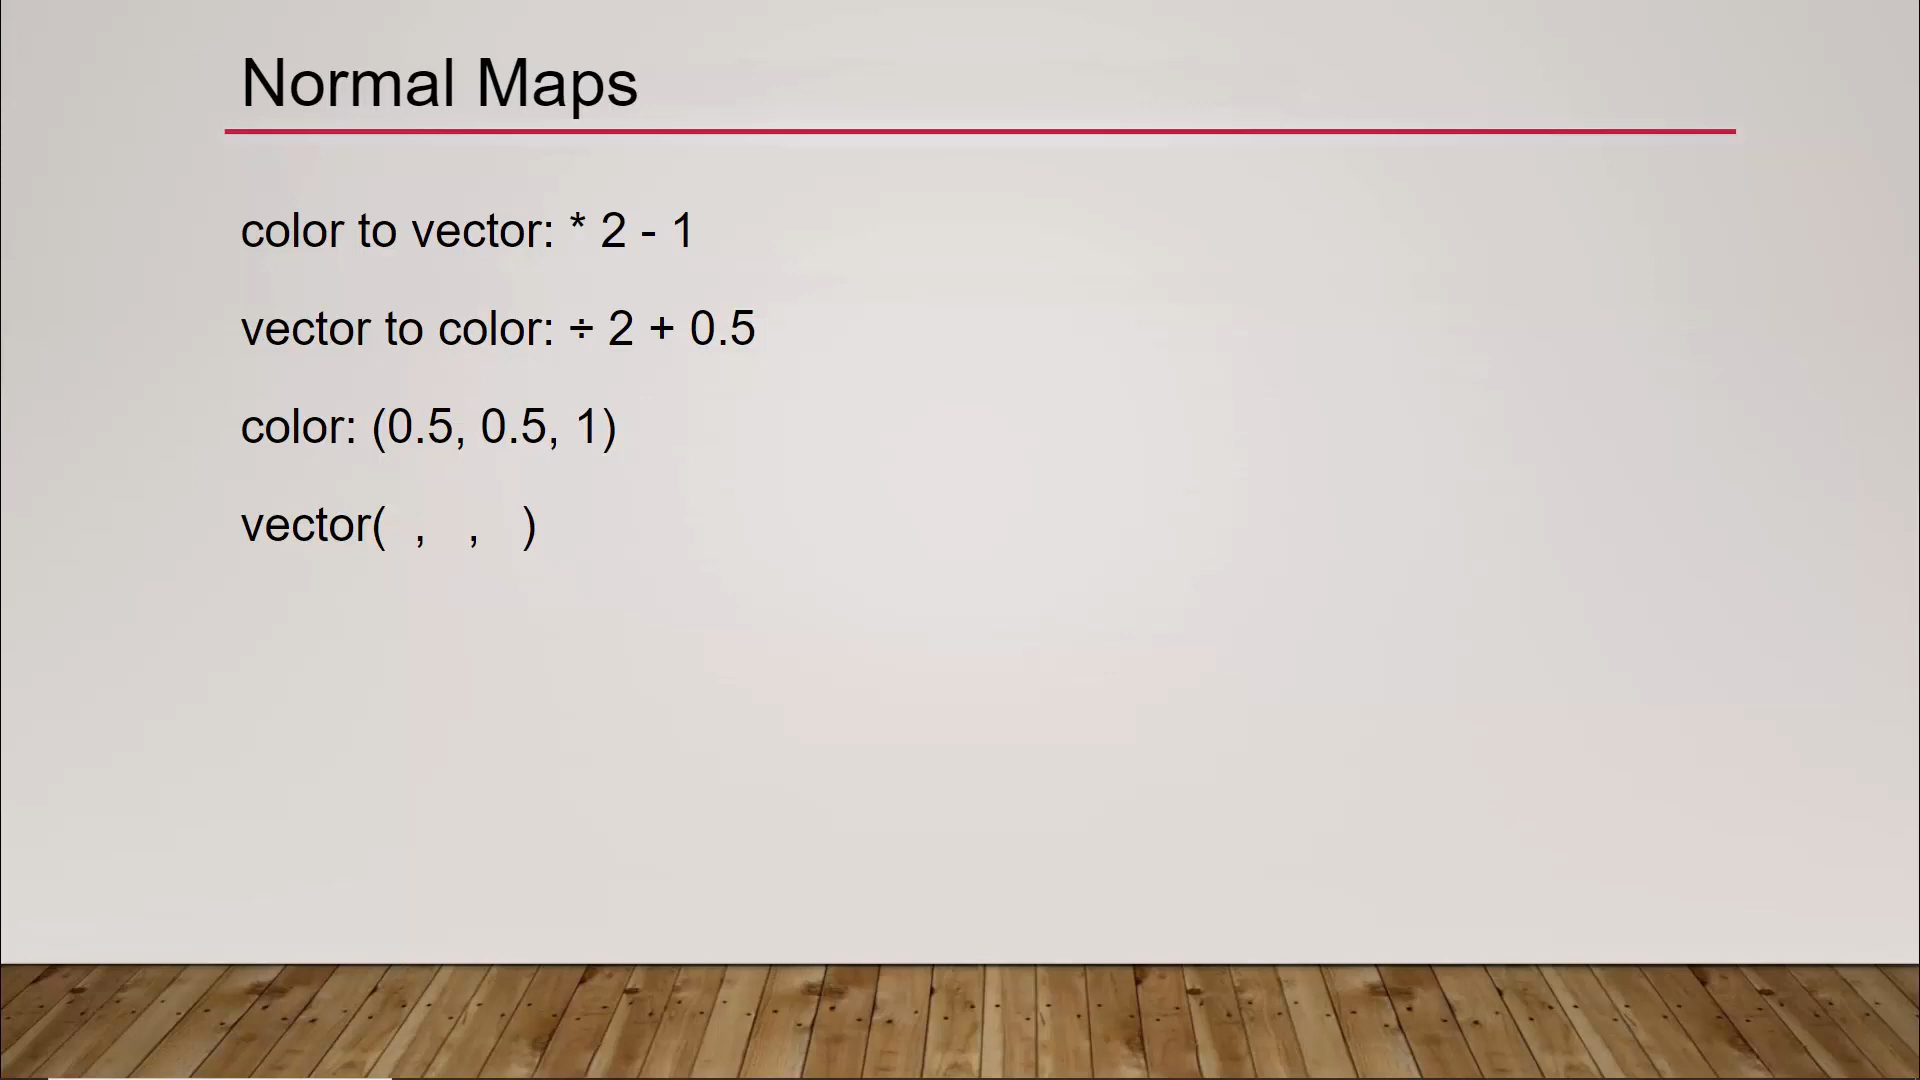 Normal Maps
color to vector: * 2 - 1
vector to color: ÷ 2 + 0.5
color: (0.5, 0.5, 1)
vector( , , )